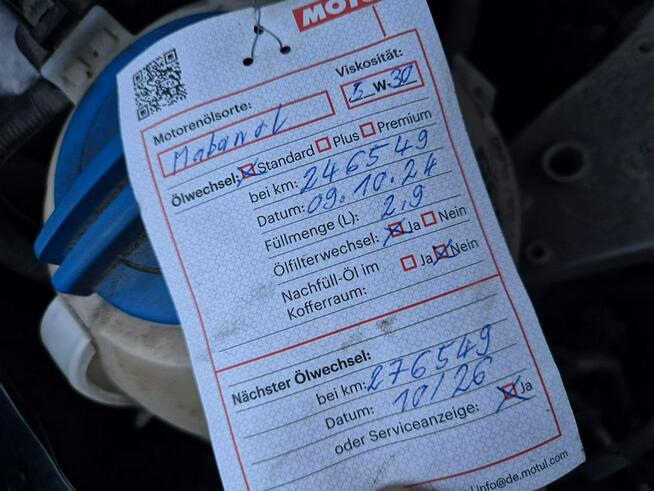 MOTUL
Viskosität:
5 W- 30
Motorenölsorte:
Mabanol
Ölwechsel: Standard Plus Premium
bei km: 246549
Datum: 09.10.24
Füllmenge (L): 2,9
Ölfilterwechsel: Ja Nein
Nachfüll-Öl im Ja Nein
Kofferraum:
Nächster Ölwechsel:
bei km: 276549
Datum: 10/26
oder Serviceanzeige: Ja
info@de.motul.com